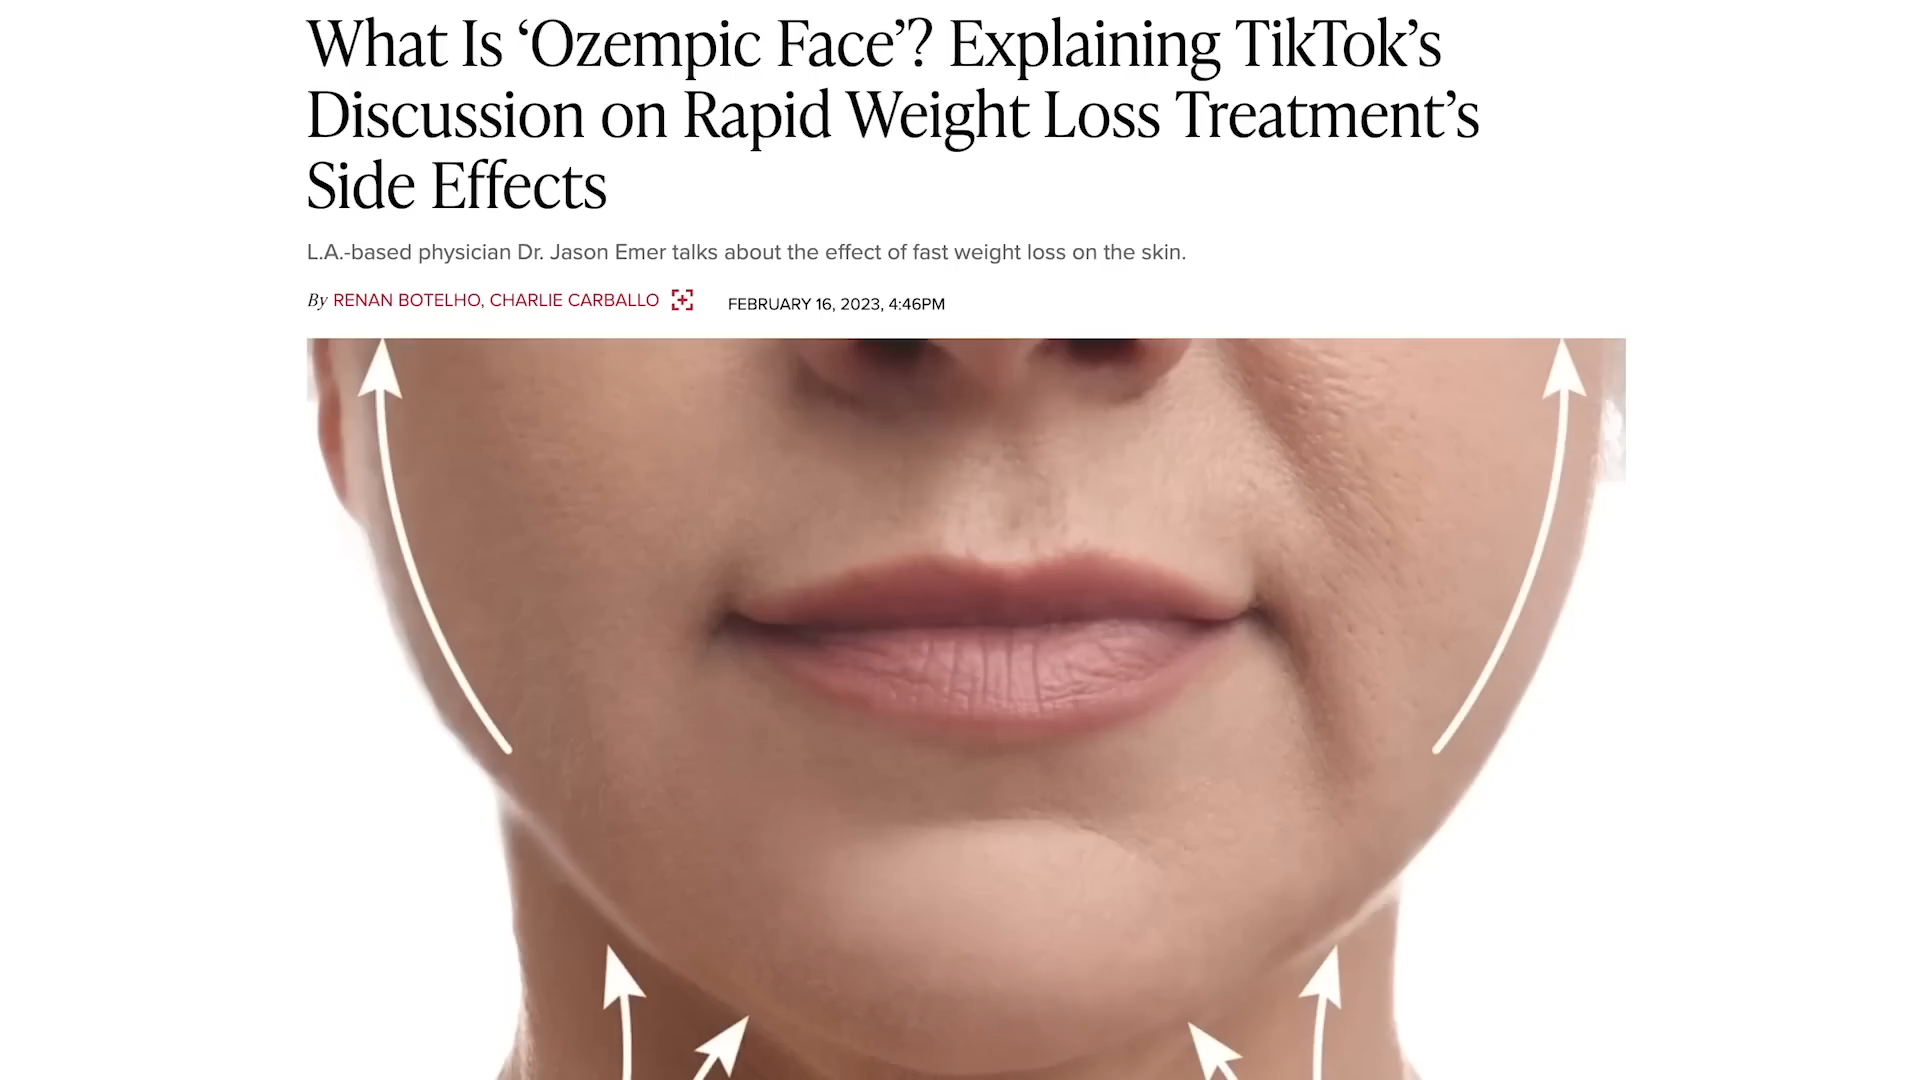 What Is ‘Ozempic Face’? Explaining TikTok’s
Discussion on Rapid Weight Loss Treatment’s
Side Effects
L.A.-based physician Dr. Jason Emer talks about the effect of fast weight loss on the skin.
By RENAN BOTELHO, CHARLIE CARBALLO FEBRUARY 16, 2023, 4:46PM